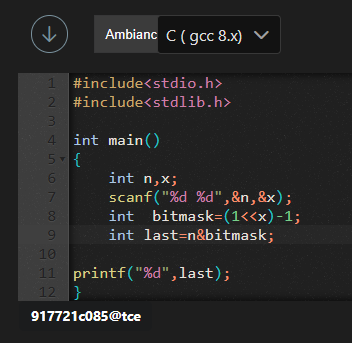 Ambianc C ( gcc 8.x)
1 #include<stdio.h>
2 #include<stdlib.h>
3
4 int main()
5 {
6 int n,x;
7 scanf("%d %d",&n,&x);
8 int  bitmask=(1<<x)-1;
9 int last=n&bitmask;
10
11 printf("%d",last);
12 }
917721c085@tce